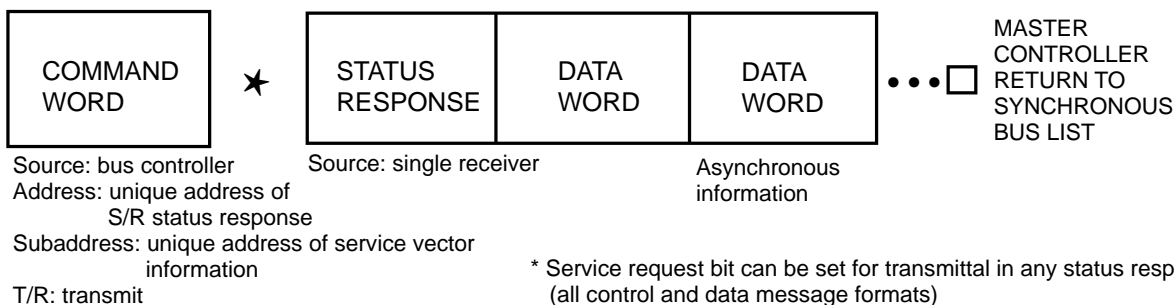 COMMAND
WORD
STATUS
RESPONSE
DATA
WORD
DATA
WORD
MASTER
CONTROLLER
RETURN TO
SYNCHRONOUS
BUS LIST
Source: bus controller
Address: unique address of
S/R status response
Subaddress: unique address of service vector
information
T/R: transmit
Source: single receiver
Asynchronous
information
* Service request bit can be set for transmittal in any status resp
(all control and data message formats)